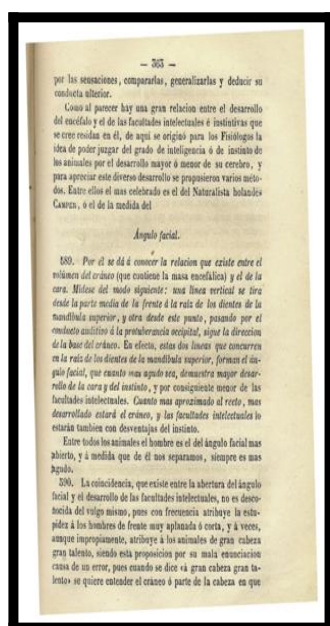 — 363 —
por las sensaciones, compararlas, generalizarlas y deducir su
conducta ulterior.
Como al parecer hay una gran relacion entre el desarrollo
del encéfalo y el de las facultades intelectuales é instintivas que
se cree residan en él, de aqui se originó para los Fisiólogos la
idea de poder juzgar del grado de inteligencia ó de instinto de
los animales por el desarrollo mayor ó menor de su cerebro, y
para apreciar este diverso desarrollo se propusieron varios méto-
dos. Entre ellos el mas celebrado es el del Naturalista holandés
CAMPER, ó el de la medida del
Ángulo facial.
589. Por él se dá á conocer la relacion que existe entre el
volúmen del cráneo (que contiene la masa encefálica) y el de la
cara. Mídese del modo siguiente: una línea vertical se tira
desde la parte media de la frente á la raiz de los dientes de la
mandíbula superior, y otra desde este punto, pasando por el
conducto auditivo á la protuberancia occipital, sigue la direccion
de la base del cráneo. En efecto, estas dos líneas que concurren
en la raiz de los dientes de la mandíbula superior, forman el án-
gulo facial, que cuanto mas agudo sea, demuestra mayor desar-
rollo de la cara y del instinto, y por consiguiente menor de las
facultades intelectuales. Cuanto mas aproximado al recto, mas
desarrollado estará el cráneo, y las facultades intelectuales lo
estarán tambien con desventajas del instinto.
Entre todos los animales el hombre es el del ángulo facial mas
abierto, y á medida que de él nos separamos, siempre es mas
agudo.
590. La coincidencia, que existe entre la abertura del ángulo
facial y el desarrollo de las facultades intelectuales, no es desco-
nocida del vulgo mismo, pues con frecuencia atribuye la estu-
pidez á los hombres de frente muy aplanada ó corta, y á veces,
aunque impropiamente, atribuye á los animales de gran cabeza
gran talento, siendo esta proposicion por su mala enunciacion
causa de un error, pues cuando se dice «á gran cabeza gran ta-
lento» se quiere entender el cráneo ó parte de la cabeza en que